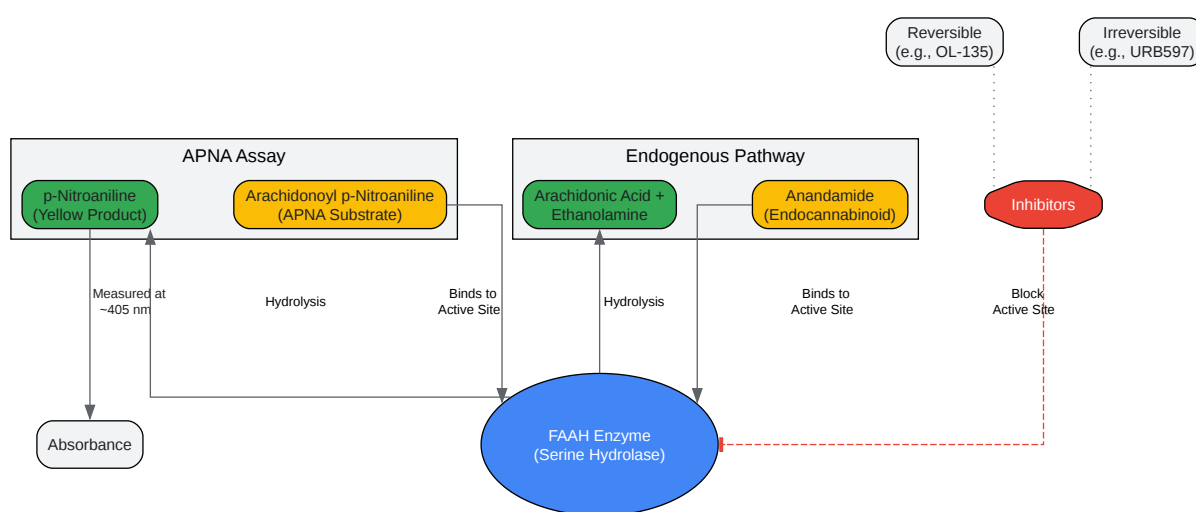 Reversible
(e.g., OL-135)
Irreversible
(e.g., URB597)
APNA Assay
Endogenous Pathway
p-Nitroaniline
(Yellow Product)
Arachidonoyl p-Nitroaniline
(APNA Substrate)
Arachidonic Acid +
Ethanolamine
Anandamide
(Endocannabinoid)
Inhibitors
Measured at
~405 nm
Hydrolysis
Binds to
Active Site
Hydrolysis
Binds to
Active Site
Block
Active Site
Absorbance
FAAH Enzyme
(Serine Hydrolase)